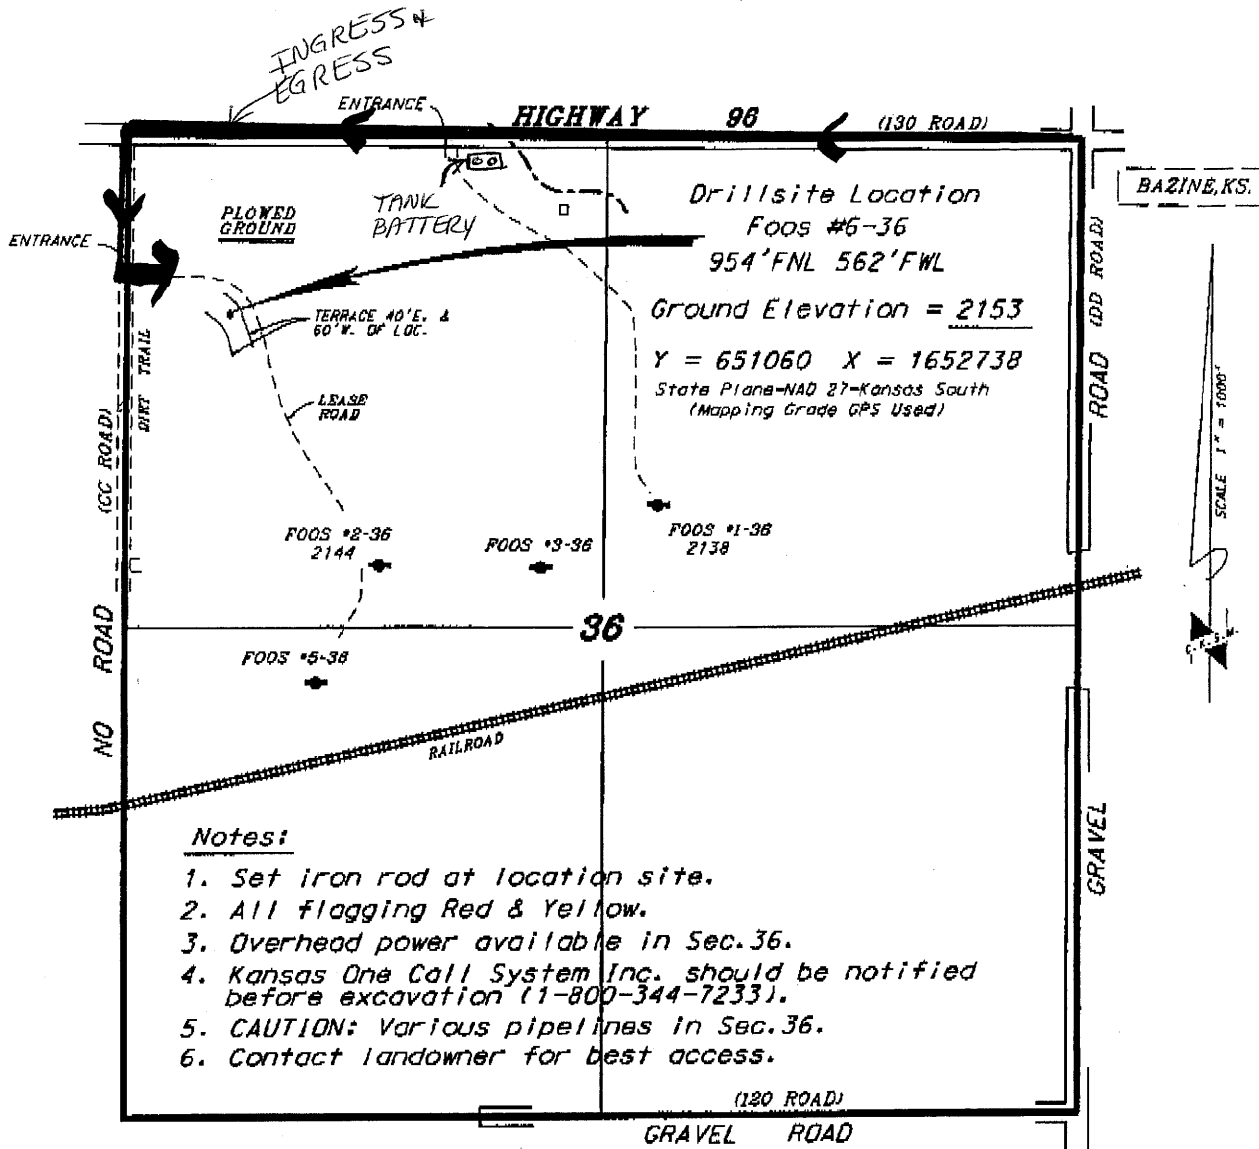 INGRESS &
EGRESS
ENTRANCE
HIGHWAY 96 (130 ROAD)
BAZINE, KS.
TANK
BATTERY
PLOWED
GROUND
ENTRANCE
Drillsite Location
Foos #6-36
954'FNL 562'FWL
Ground Elevation = 2153
Y = 651060 X = 1652738
State Plane-NAD 27-Kansas South
(Mapping Grade GPS Used)
TERRACE 40'E. &
60'W. OF LOC.
LEASE
ROAD
DIRT TRAIL
(CC ROAD)
NO ROAD
GRAVEL ROAD (DD ROAD)
SCALE 1" = 1000'
C.K.S.M.
FOOS #2-36
2144
FOOS #3-36
FOOS #1-36
2138
36
FOOS #5-36
RAILROAD
Notes:
1. Set iron rod at location site.
2. All flagging Red & Yellow.
3. Overhead power available in Sec.36.
4. Kansas One Call System Inc. should be notified
before excavation (1-800-344-7233).
5. CAUTION: Various pipelines in Sec.36.
6. Contact landowner for best access.
(120 ROAD)
GRAVEL ROAD